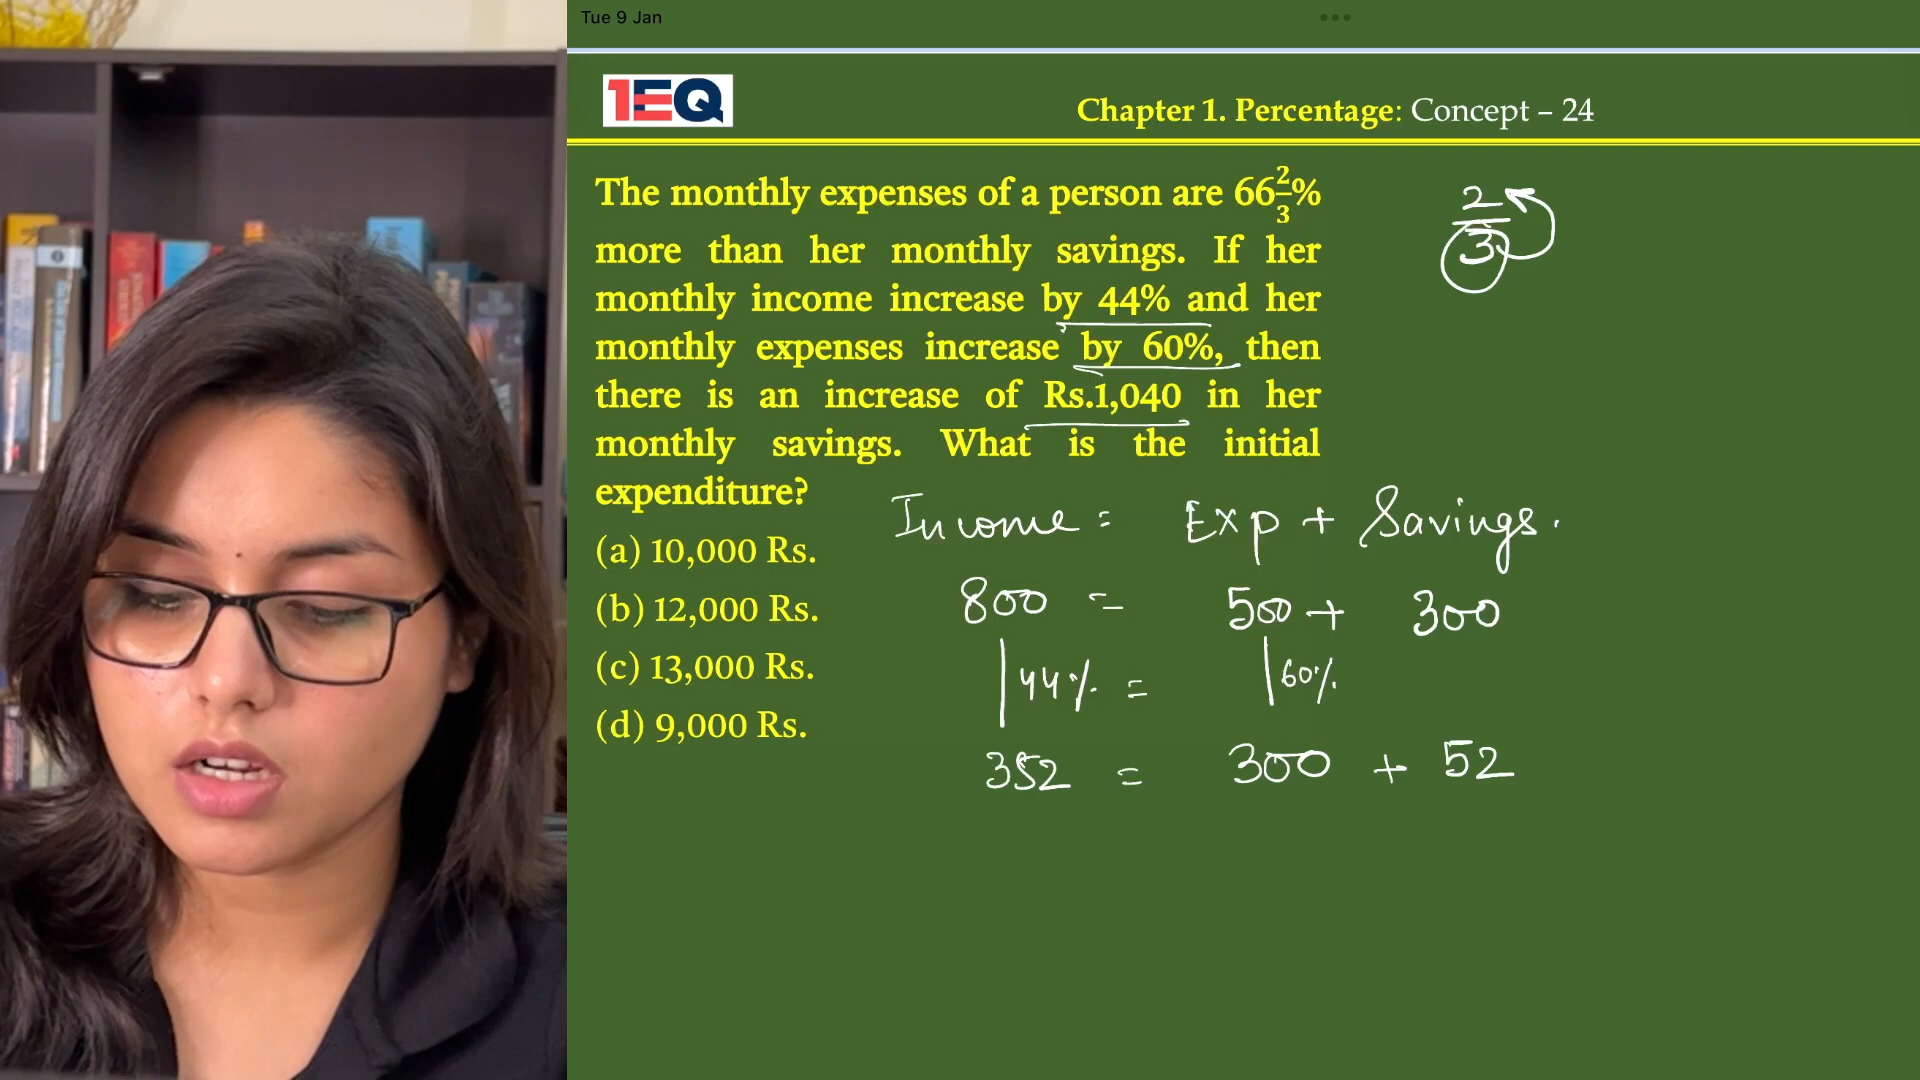 Tue 9 Jan
1EQ
Chapter 1. Percentage: Concept – 24
The monthly expenses of a person are 66 2/3%
more than her monthly savings. If her
monthly income increase by 44% and her
monthly expenses increase by 60%, then
there is an increase of Rs.1,040 in her
monthly savings. What is the initial
expenditure?
(a) 10,000 Rs.
(b) 12,000 Rs.
(c) 13,000 Rs.
(d) 9,000 Rs.
2/3
Income = Exp + Savings.
800 = 500 + 300
44% = 60%
352 = 300 + 52